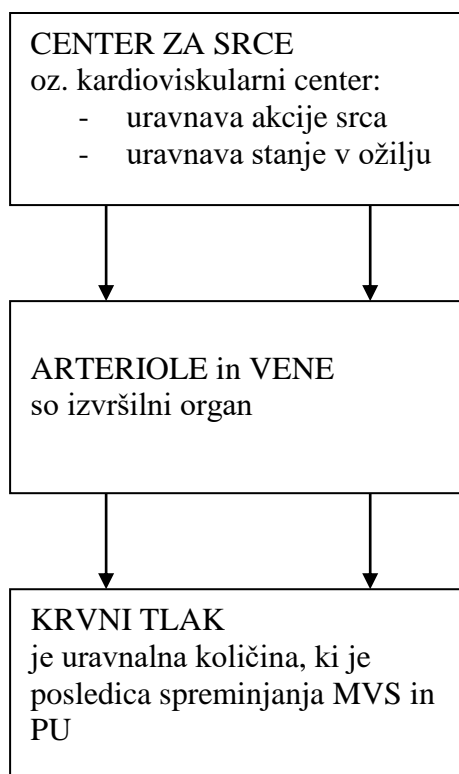 CENTER ZA SRCE
oz. kardioviskularni center:
- uravnava akcije srca
- uravnava stanje v ožilju
ARTERIOLE in VENE
so izvršilni organ
KRVNI TLAK
je uravnalna količina, ki je
posledica spreminjanja MVS in
PU